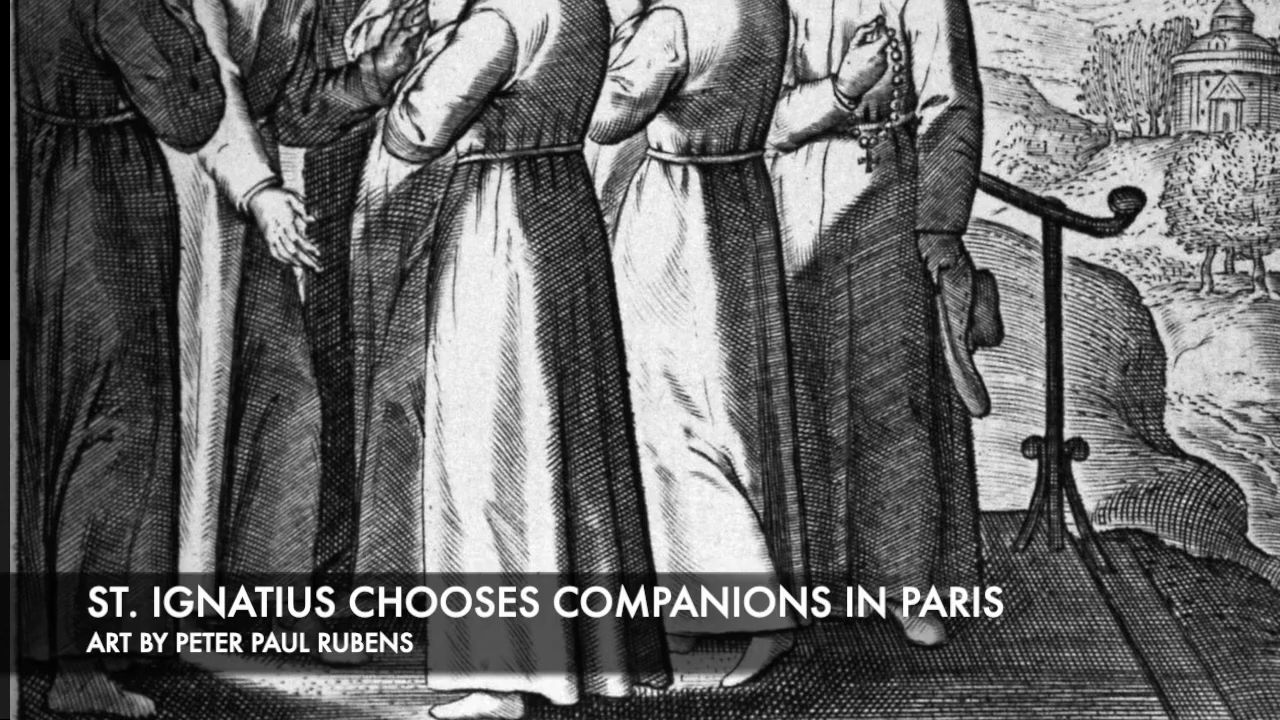 ST. IGNATIUS CHOOSES COMPANIONS IN PARIS
ART BY PETER PAUL RUBENS